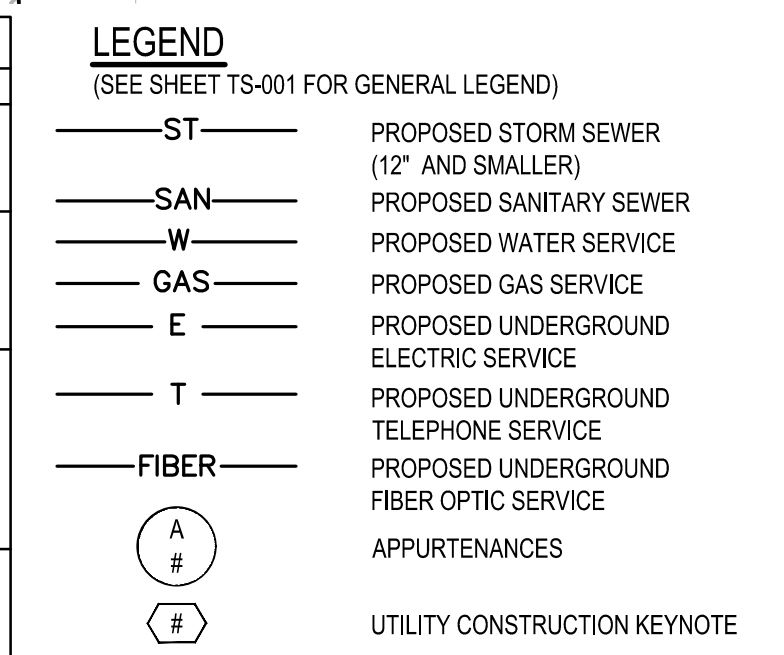 LEGEND
(SEE SHEET TS-001 FOR GENERAL LEGEND)
ST PROPOSED STORM SEWER
(12" AND SMALLER)
SAN PROPOSED SANITARY SEWER
W PROPOSED WATER SERVICE
GAS PROPOSED GAS SERVICE
E PROPOSED UNDERGROUND
ELECTRIC SERVICE
T PROPOSED UNDERGROUND
TELEPHONE SERVICE
FIBER PROPOSED UNDERGROUND
FIBER OPTIC SERVICE
A
# APPURTENANCES
# UTILITY CONSTRUCTION KEYNOTE